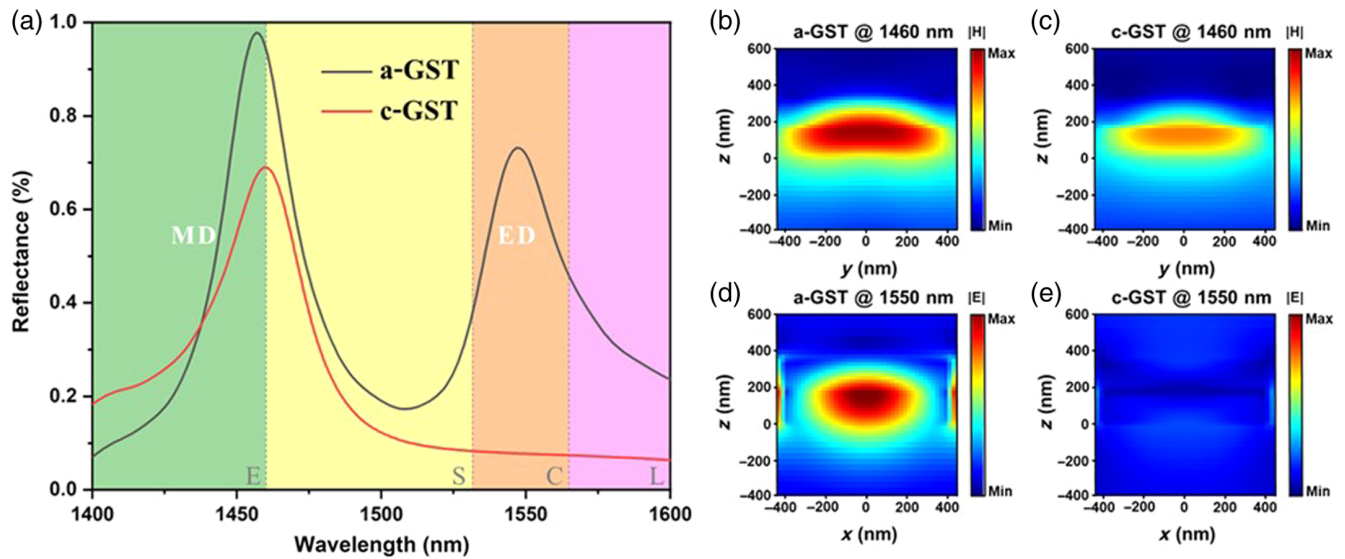 (a)
1.0
0.8
0.6
0.4
0.2
0.0
Reflectance (%)
a-GST
c-GST
MD
ED
E
S
C
L
1400
1450
1500
1550
1600
Wavelength (nm)
(b)
a-GST @ 1460 nm
|H|
600
400
200
0
−200
−400
z (nm)
−400
−200
0
200
400
y (nm)
Max
Min
(c)
c-GST @ 1460 nm
|H|
600
400
200
0
−200
−400
z (nm)
−400
−200
0
200
400
y (nm)
Max
Min
(d)
a-GST @ 1550 nm
|E|
600
400
200
0
−200
−400
z (nm)
−400
−200
0
200
400
x (nm)
Max
Min
(e)
c-GST @ 1550 nm
|E|
600
400
200
0
−200
−400
z (nm)
−400
−200
0
200
400
x (nm)
Max
Min